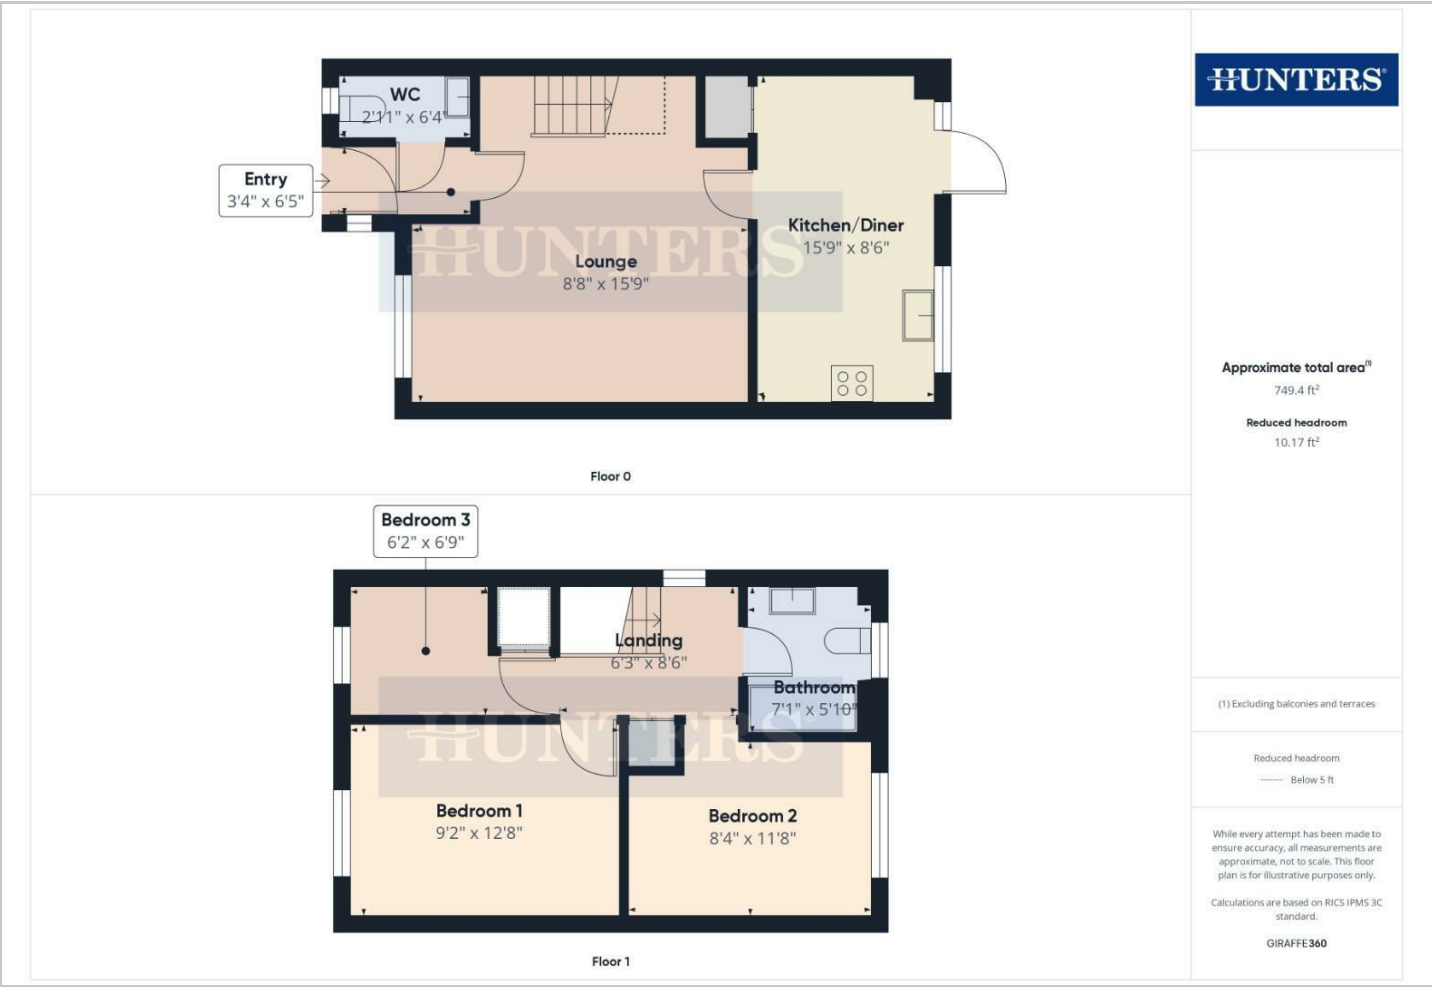 WC
2'11" x 6'4"
Entry
3'4" x 6'5"
HUNTERS
Lounge
8'8" x 15'9"
Kitchen/Diner
15'9" x 8'6"
Floor 0
Bedroom 3
6'2" x 6'9"
Landing
6'3" x 8'6"
Bathroom
7'1" x 5'10"
HUNTERS
Bedroom 1
9'2" x 12'8"
Bedroom 2
8'4" x 11'8"
Floor 1
HUNTERS®
Approximate total area⁽¹⁾
749.4 ft²
Reduced headroom
10.17 ft²
(1) Excluding balconies and terraces
Reduced headroom
Below 5 ft
While every attempt has been made to
ensure accuracy, all measurements are
approximate, not to scale. This floor
plan is for illustrative purposes only.
Calculations are based on RICS IPMS 3C
standard.
GIRAFFE360